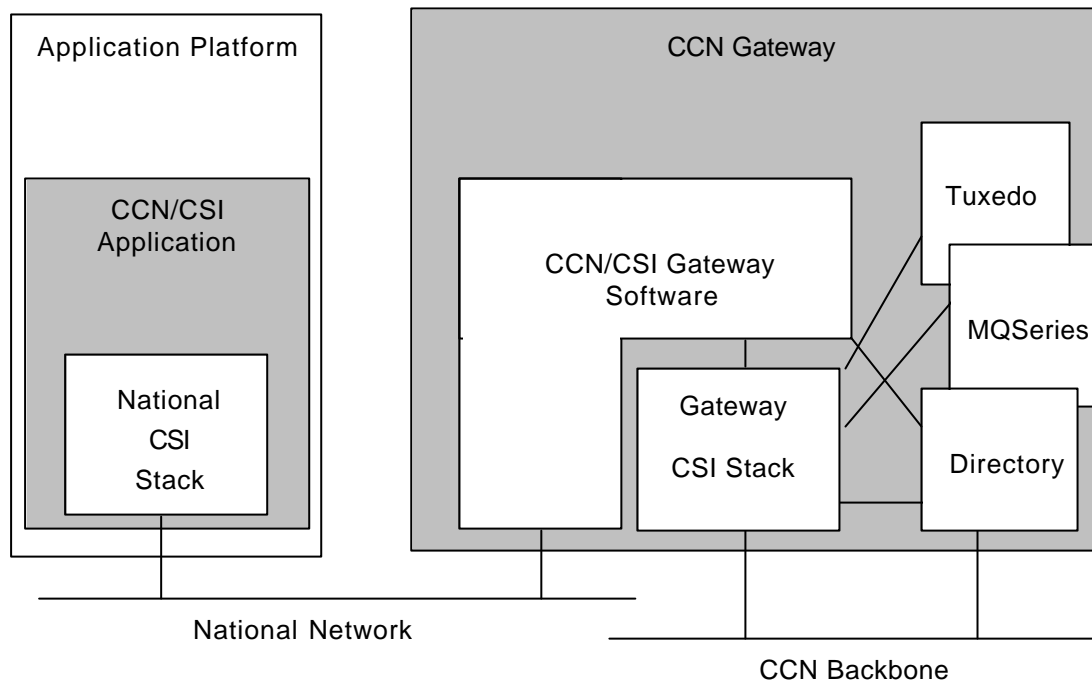 Application Platform
CCN/CSI
Application
National
CSI
Stack
CCN Gateway
CCN/CSI Gateway
Software
Gateway
CSI Stack
Tuxedo
MQSeries
Directory
National Network
CCN Backbone